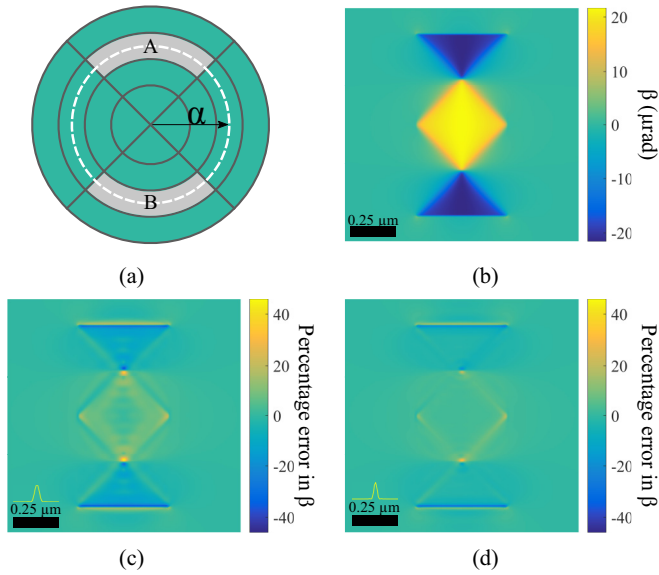 A
α
B
(a)
20
10
0
-10
-20
β (μrad)
0.25 μm
(b)
40
20
0
-20
-40
Percentage error in β
0.25 μm
(c)
40
20
0
-20
-40
Percentage error in β
0.25 μm
(d)